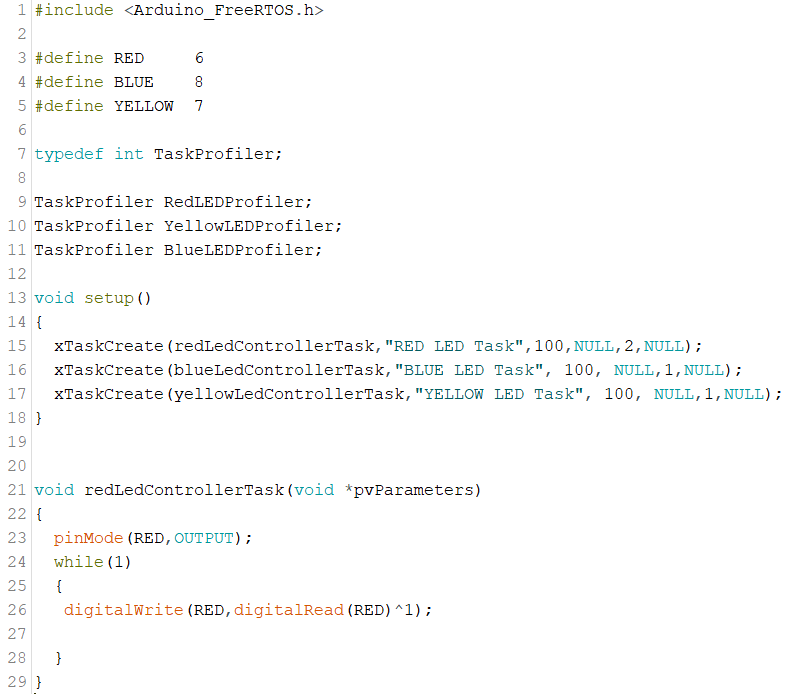 1 #include <Arduino_FreeRTOS.h>
2
3 #define RED     6
4 #define BLUE    8
5 #define YELLOW  7
6
7 typedef int TaskProfiler;
8
9 TaskProfiler RedLEDProfiler;
10 TaskProfiler YellowLEDProfiler;
11 TaskProfiler BlueLEDProfiler;
12
13 void setup()
14 {
15   xTaskCreate(redLedControllerTask,"RED LED Task",100,NULL,2,NULL);
16   xTaskCreate(blueLedControllerTask,"BLUE LED Task", 100, NULL,1,NULL);
17   xTaskCreate(yellowLedControllerTask,"YELLOW LED Task", 100, NULL,1,NULL);
18 }
19
20
21 void redLedControllerTask(void *pvParameters)
22 {
23   pinMode(RED,OUTPUT);
24   while(1)
25   {
26    digitalWrite(RED,digitalRead(RED)^1);
27
28   }
29 }